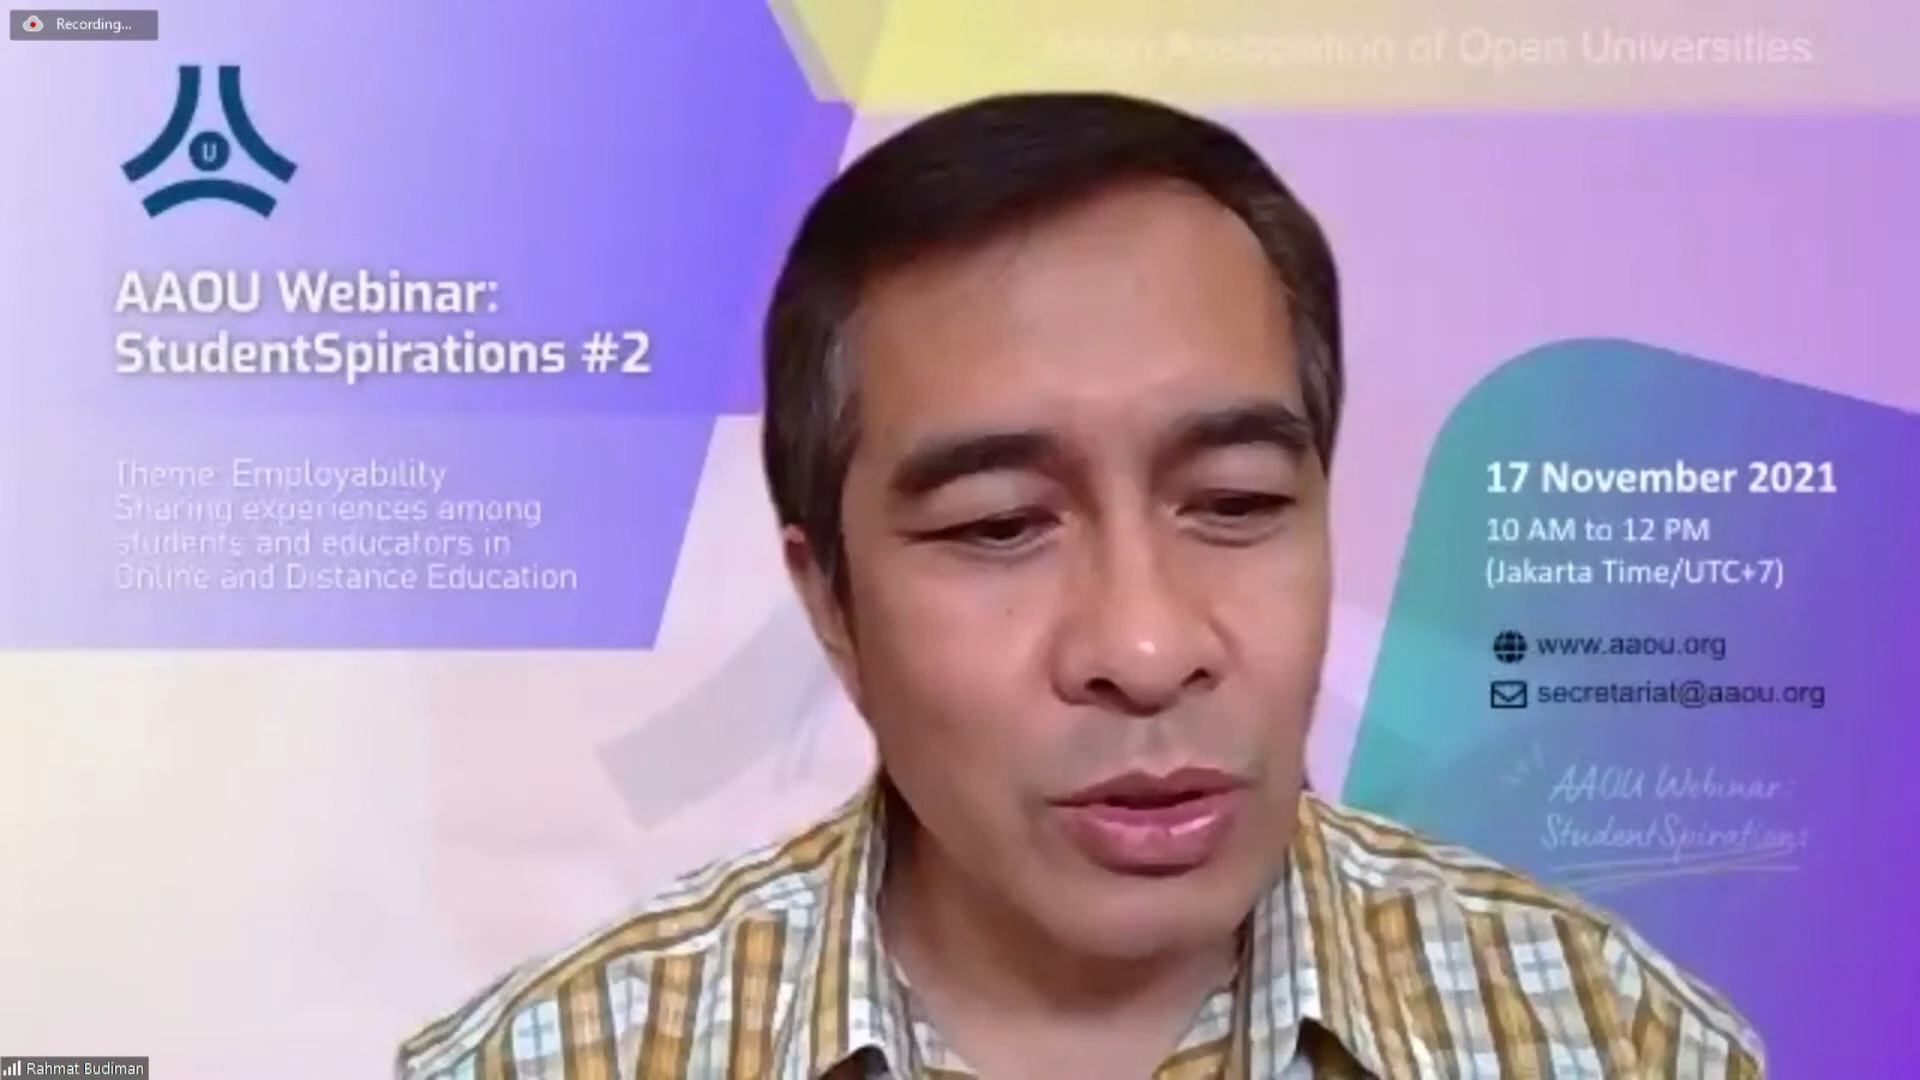 Recording...
Asian Association of Open Universities
U
AAOU Webinar:
StudentSpirations #2
Theme: Employability
Sharing experiences among
students and educators in
Online and Distance Education
17 November 2021
10 AM to 12 PM
(Jakarta Time/UTC+7)
www.aaou.org
secretariat@aaou.org
AAOU Webinar:
StudentSpirations
Rahmat Budiman